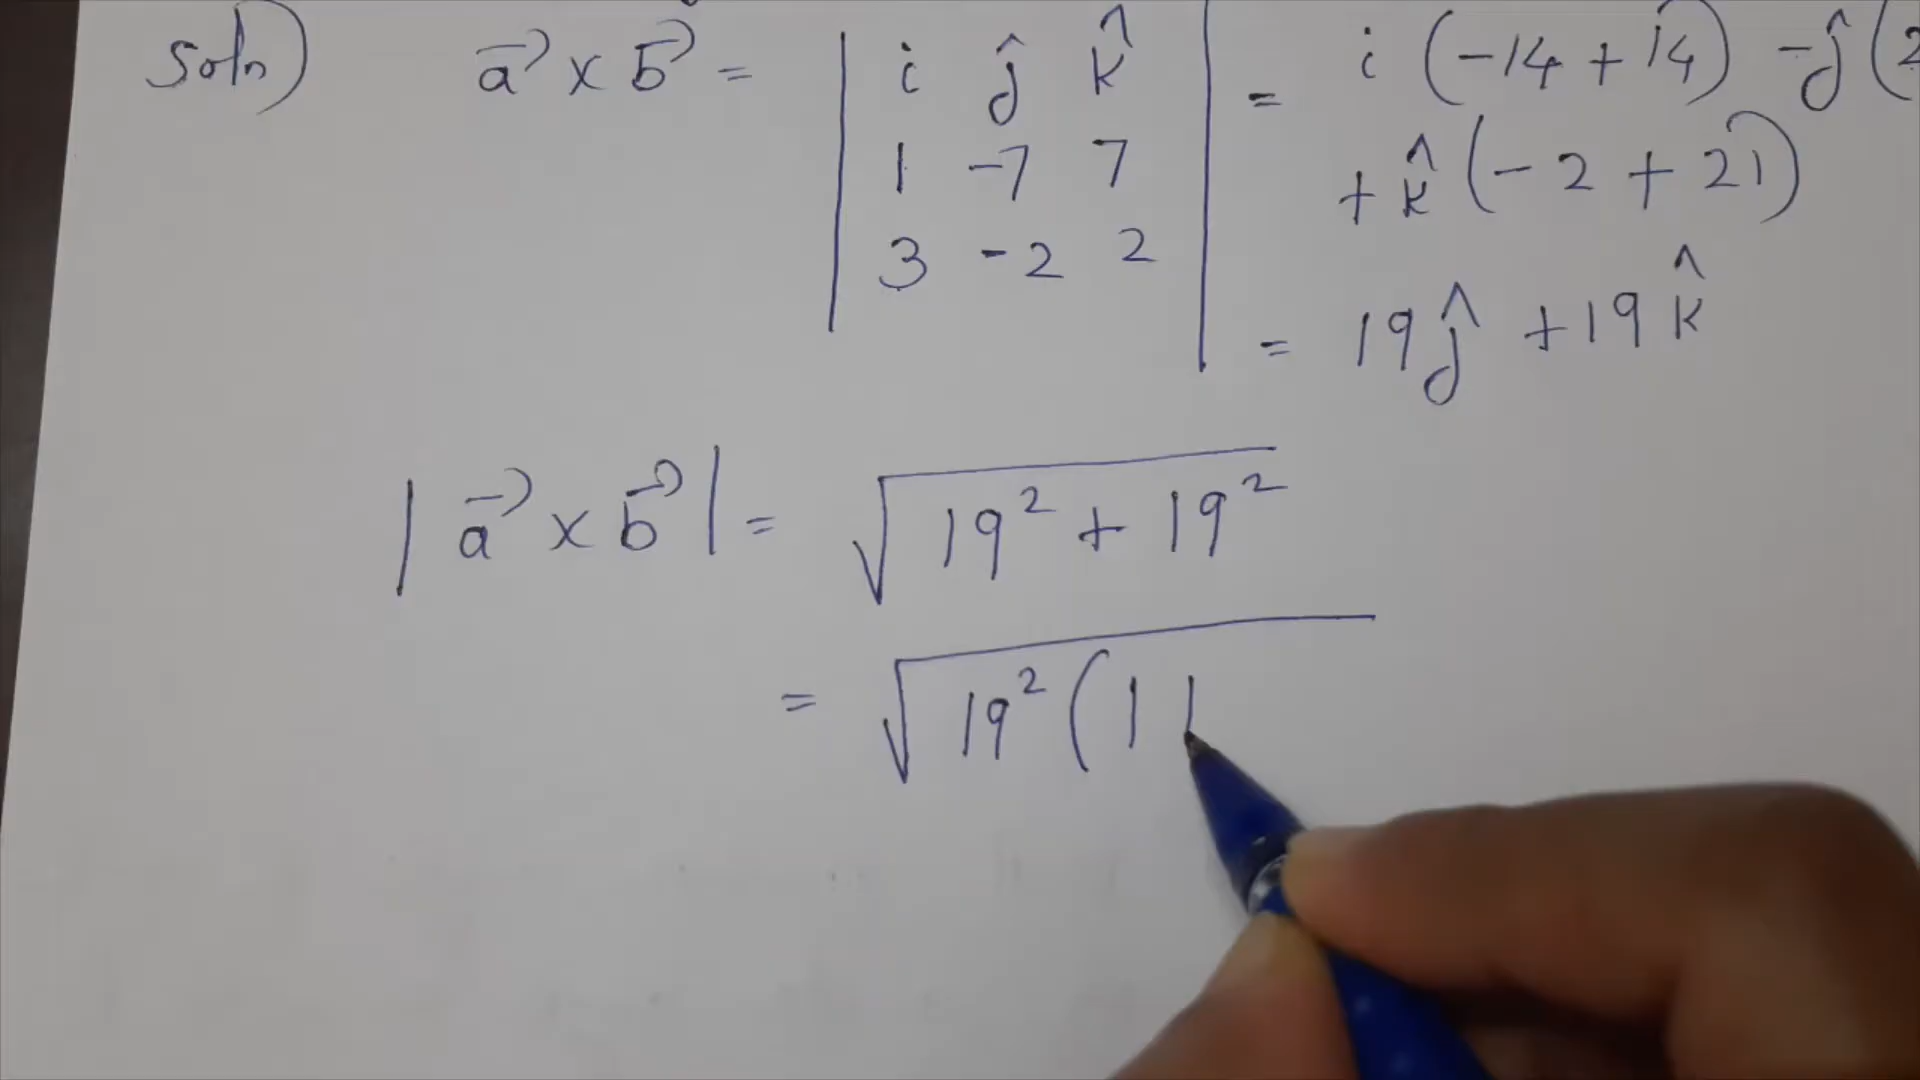 Soln) a⃗ × b⃗ = | i ĵ k̂ | = i (-14 + 14) - ĵ (2
| 1 -7 7 | + k̂ (-2 + 21)
| 3 -2 2 | = 19ĵ + 19k̂
| a⃗ × b⃗ | = √(19² + 19²)
= √19² (1 1